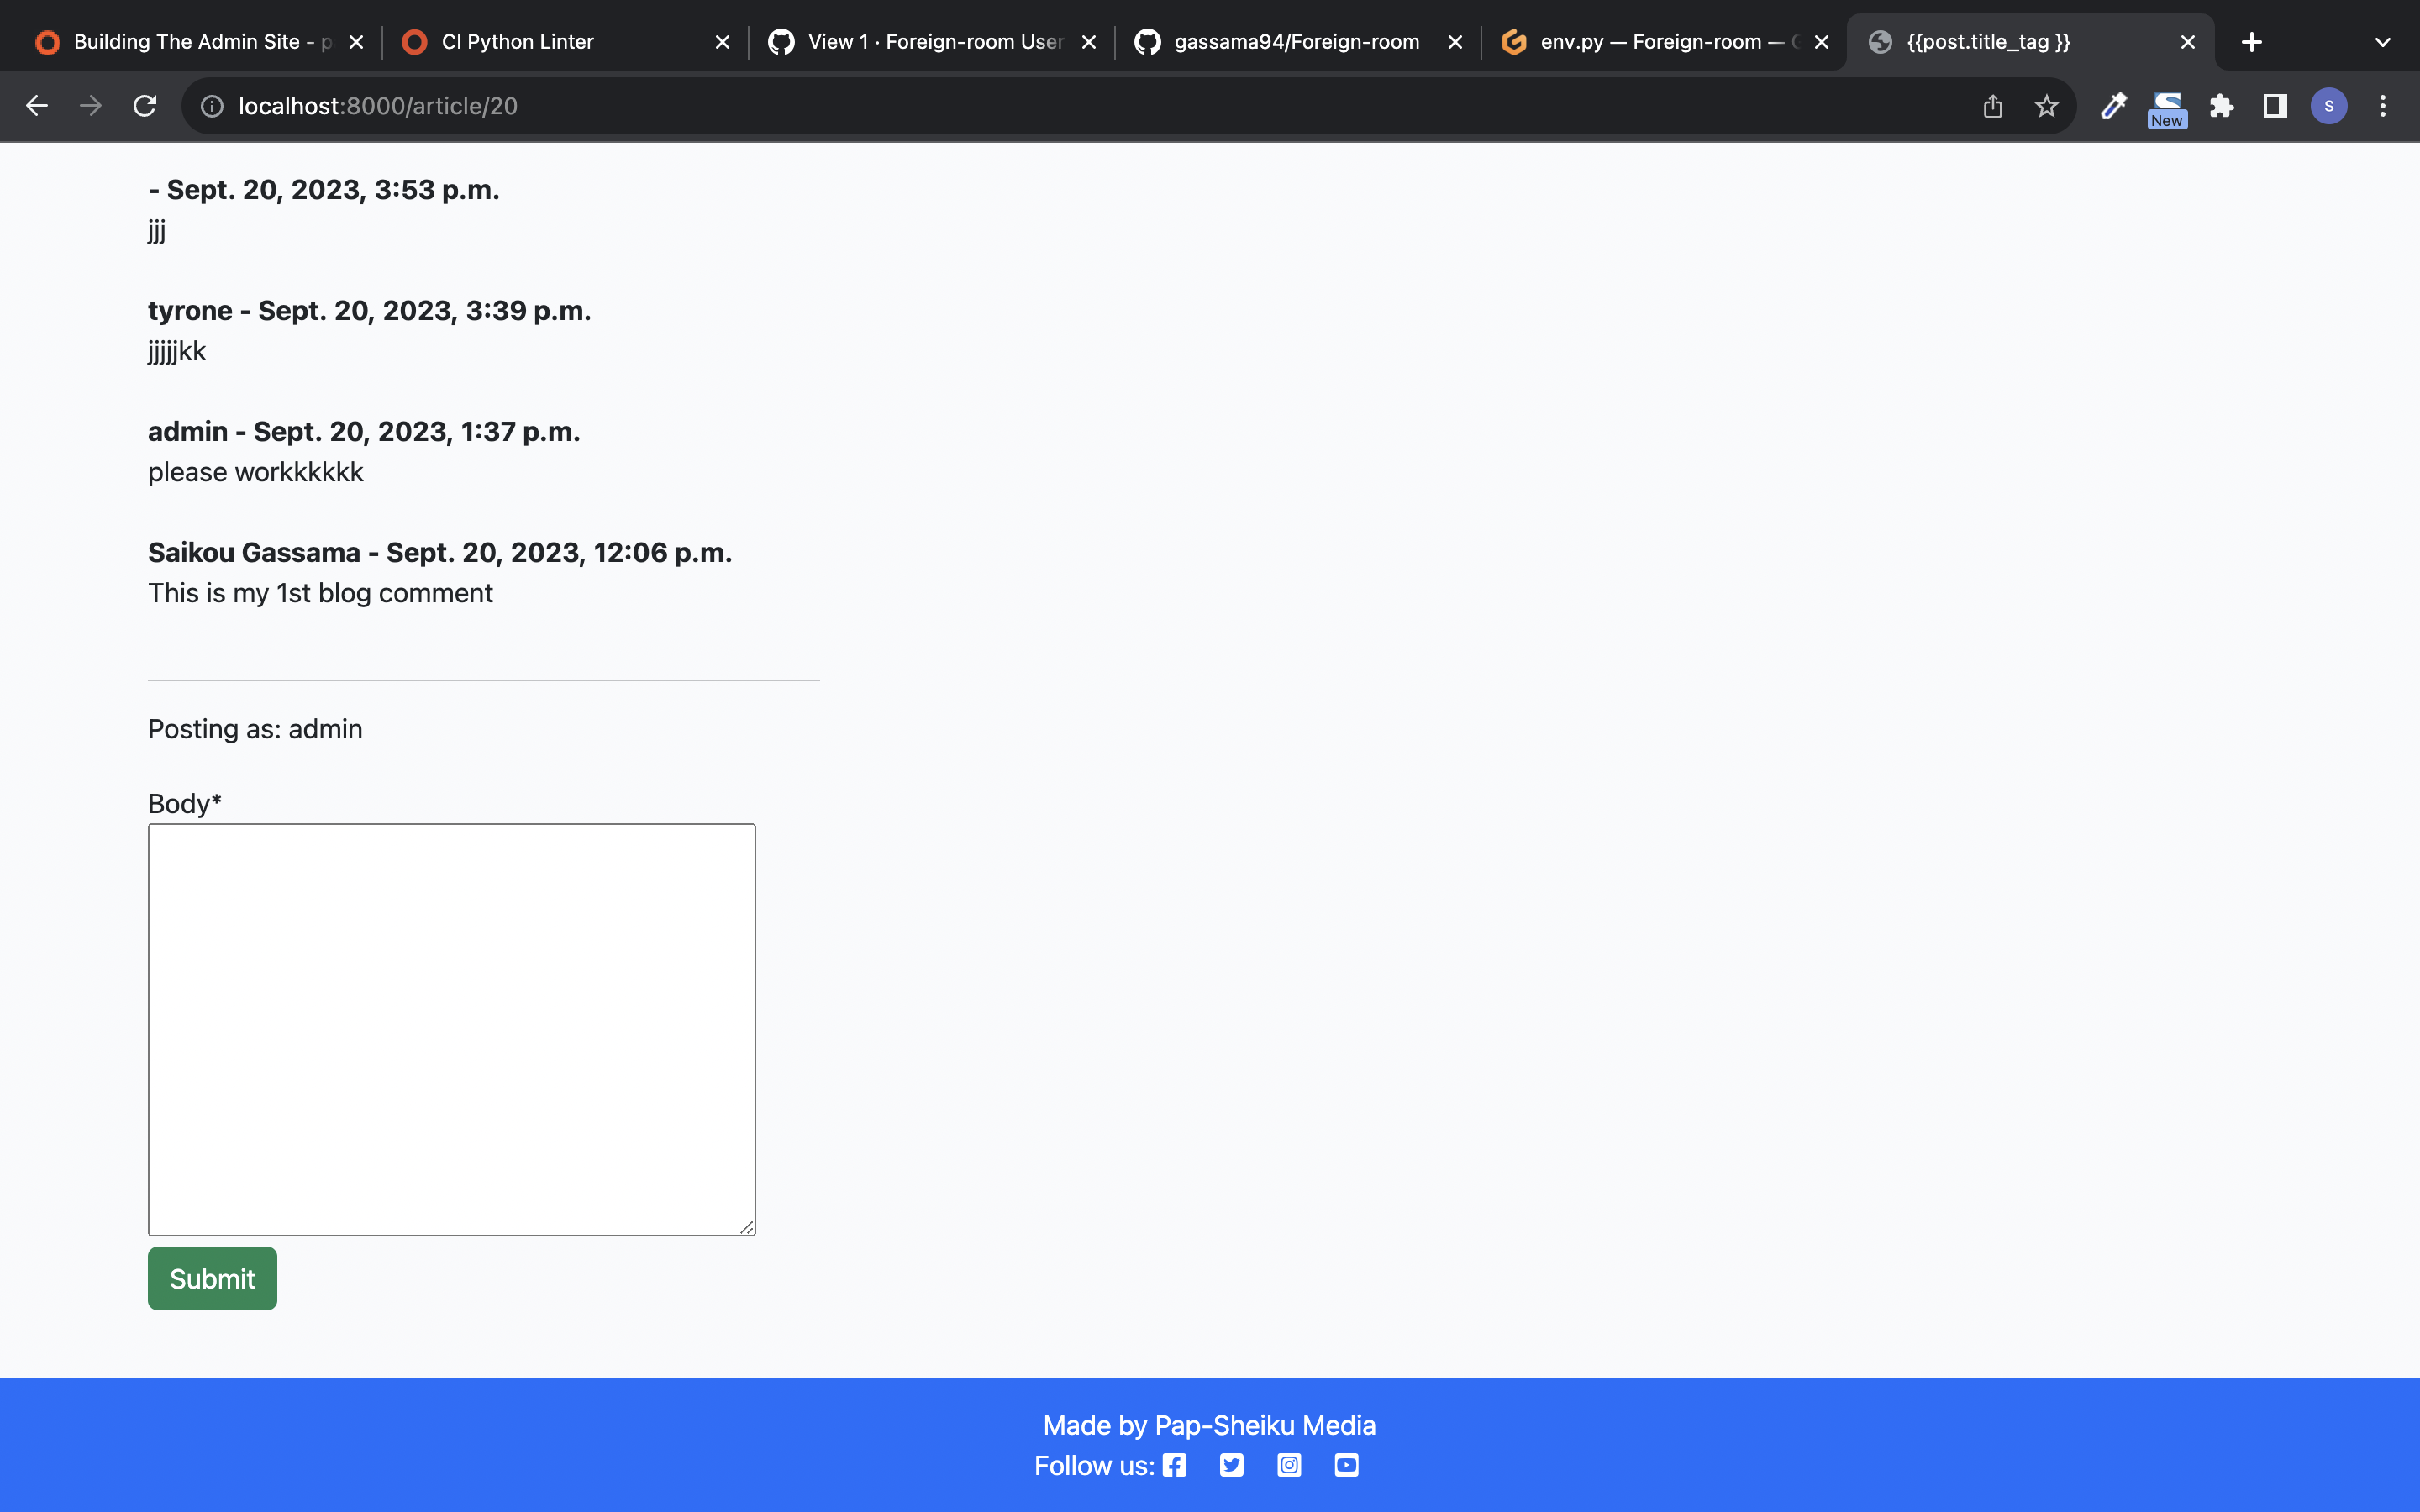 Building The Admin Site - p
CI Python Linter
View 1 · Foreign-room User
gassama94/Foreign-room
env.py — Foreign-room —
{{post.title_tag }}
localhost:8000/article/20
New
S
- Sept. 20, 2023, 3:53 p.m.
jjj
tyrone - Sept. 20, 2023, 3:39 p.m.
jjjjjkk
admin - Sept. 20, 2023, 1:37 p.m.
please workkkkkk
Saikou Gassama - Sept. 20, 2023, 12:06 p.m.
This is my 1st blog comment
Posting as: admin
Body*
Submit
Made by Pap-Sheiku Media
Follow us: